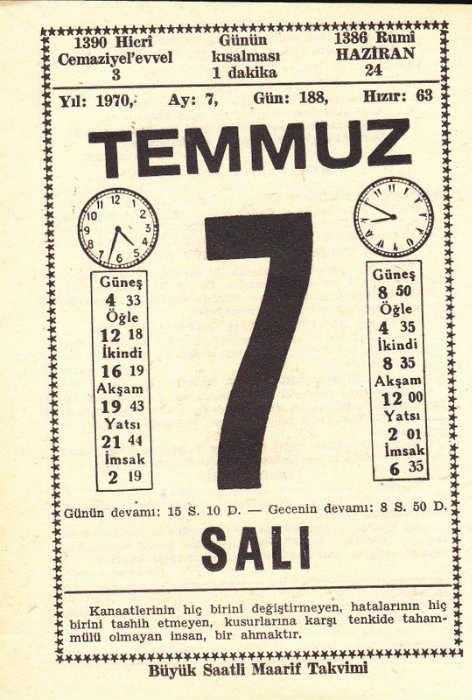 1390 Hicrî
Cemaziyel'evvel
3
Günün
kısalması
1 dakika
1386 Rumî
HAZİRAN
24
Yıl: 1970, Ay: 7, Gün: 188, Hızır: 63
TEMMUZ
7
Güneş
4 33
Öğle
12 18
İkindi
16 19
Akşam
19 43
Yatsı
21 44
İmsak
2 19
Güneş
8 50
Öğle
4 35
İkindi
8 35
Akşam
12 00
Yatsı
2 01
İmsak
6 35
Günün devamı: 15 S. 10 D. — Gecenin devamı: 8 S. 50 D.
SALI
Kanaatlerinin hiç birini değiştirmeyen, hatalarının hiç
birini tashih etmeyen, kusurlarına karşı tenkide taham-
mülü olmayan insan, bir ahmaktır.
Büyük Saatli Maarif Takvimi